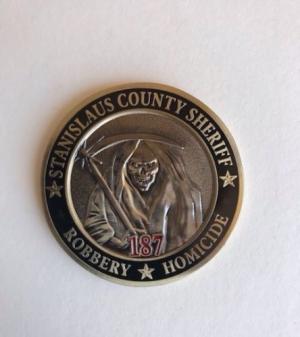 STANISLAUS COUNTY SHERIFF
187
ROBBERY HOMICIDE